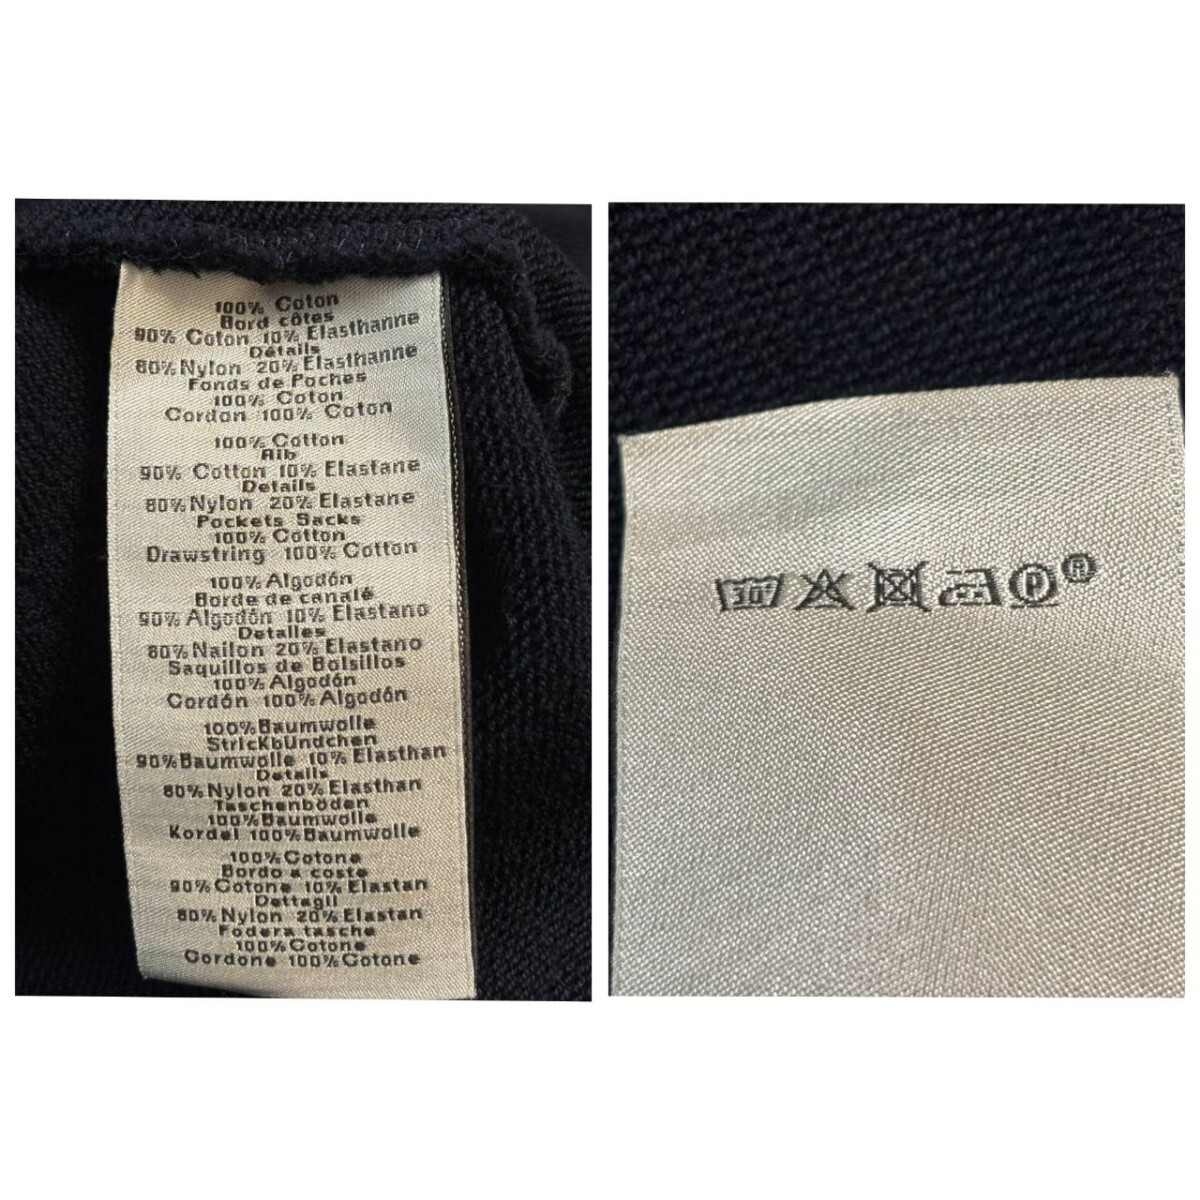 100% Coton
Bord côtes
90% Coton 10% Elasthanne
Détails
80% Nylon 20% Elasthanne
Fonds de Poches
100% Coton
Cordon 100% Coton
100% Cotton
Rib
90% Cotton 10% Elastane
Details
80% Nylon 20% Elastane
Pockets Sacks
100% Cotton
Drawstring 100% Cotton
100% Algodón
Borde de canalé
90% Algodón 10% Elastano
Detalles
80% Nailon 20% Elastano
Saquillos de Bolsillos
100% Algodón
Cordón 100% Algodón
100% Baumwolle
Strickbündchen
90% Baumwolle 10% Elasthan
Details
80% Nylon 20% Elasthan
Taschenböden
100% Baumwolle
Kordel 100% Baumwolle
100% Cotone
Bordo a coste
90% Cotone 10% Elastan
Dettagli
80% Nylon 20% Elastan
Fodera tasche
100% Cotone
Cordone 100% Cotone
30° P ®